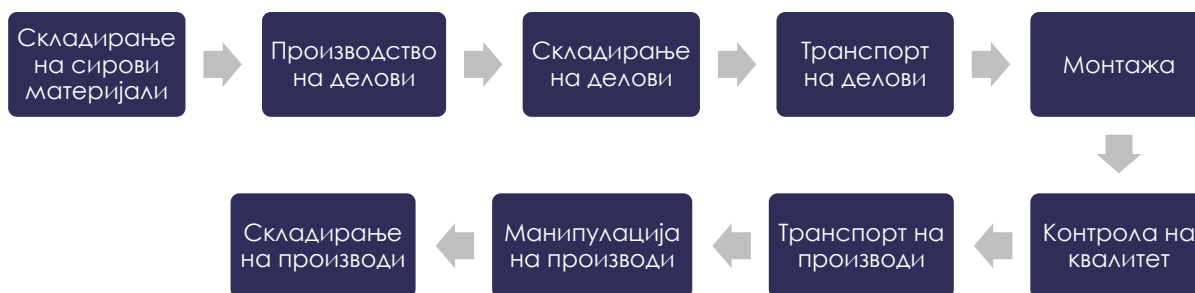 Складирање
на сирови
материјали
Производство
на делови
Складирање
на делови
Транспорт
на делови
Монтажа
Контрола на
квалитет
Транспорт на
производи
Манипулација
на производи
Складирање
на производи